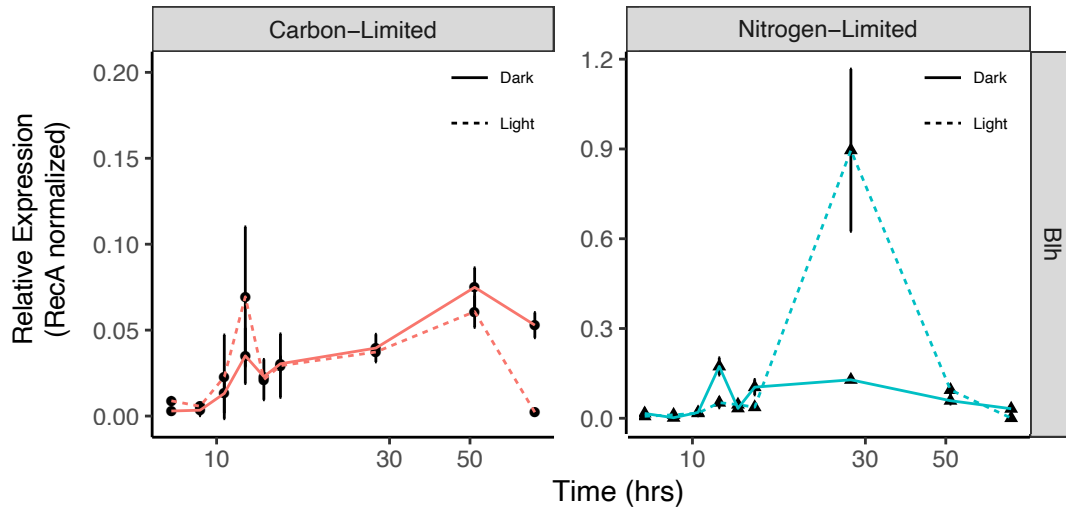 Carbon−Limited
Nitrogen−Limited
Relative Expression
(RecA normalized)
0.20
0.15
0.10
0.05
0.00
Dark
Light
10
30
50
1.2
0.9
0.6
0.3
0.0
Dark
Light
10
30
50
Blh
Time (hrs)